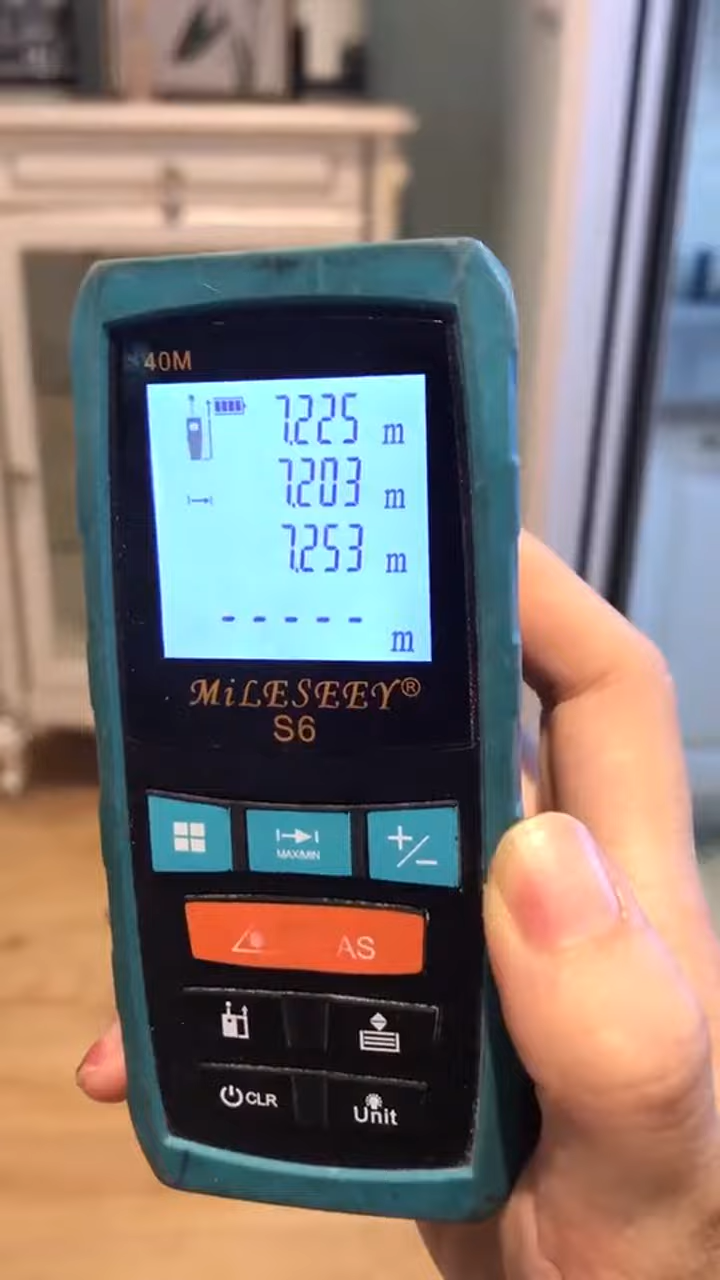 40M
7.225 m
7.203 m
7.253 m
- - - - - m
MiLESEEY®
S6
MAX/MIN
+/-
AS
CLR
Unit